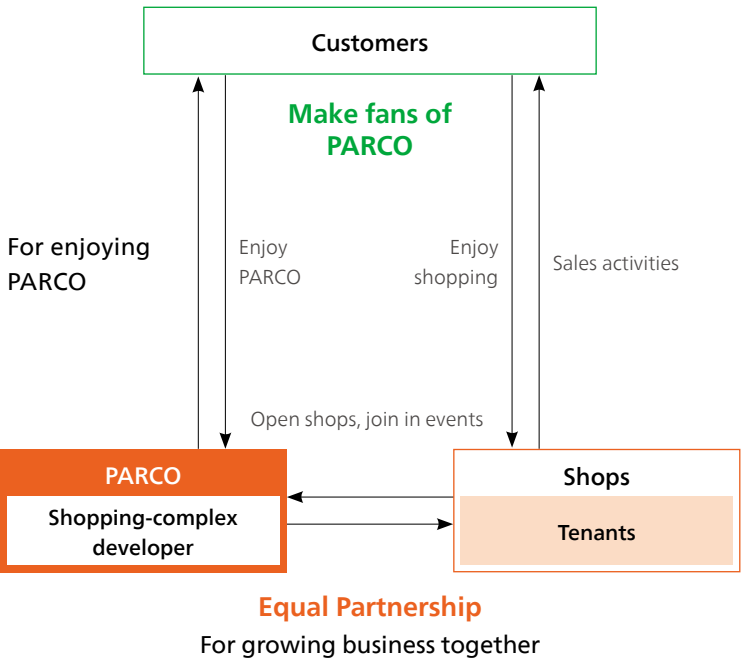 Customers
Make fans of
PARCO
For enjoying
PARCO
Enjoy
PARCO
Enjoy
shopping
Sales activities
Open shops, join in events
PARCO
Shopping-complex
developer
Shops
Tenants
Equal Partnership
For growing business together